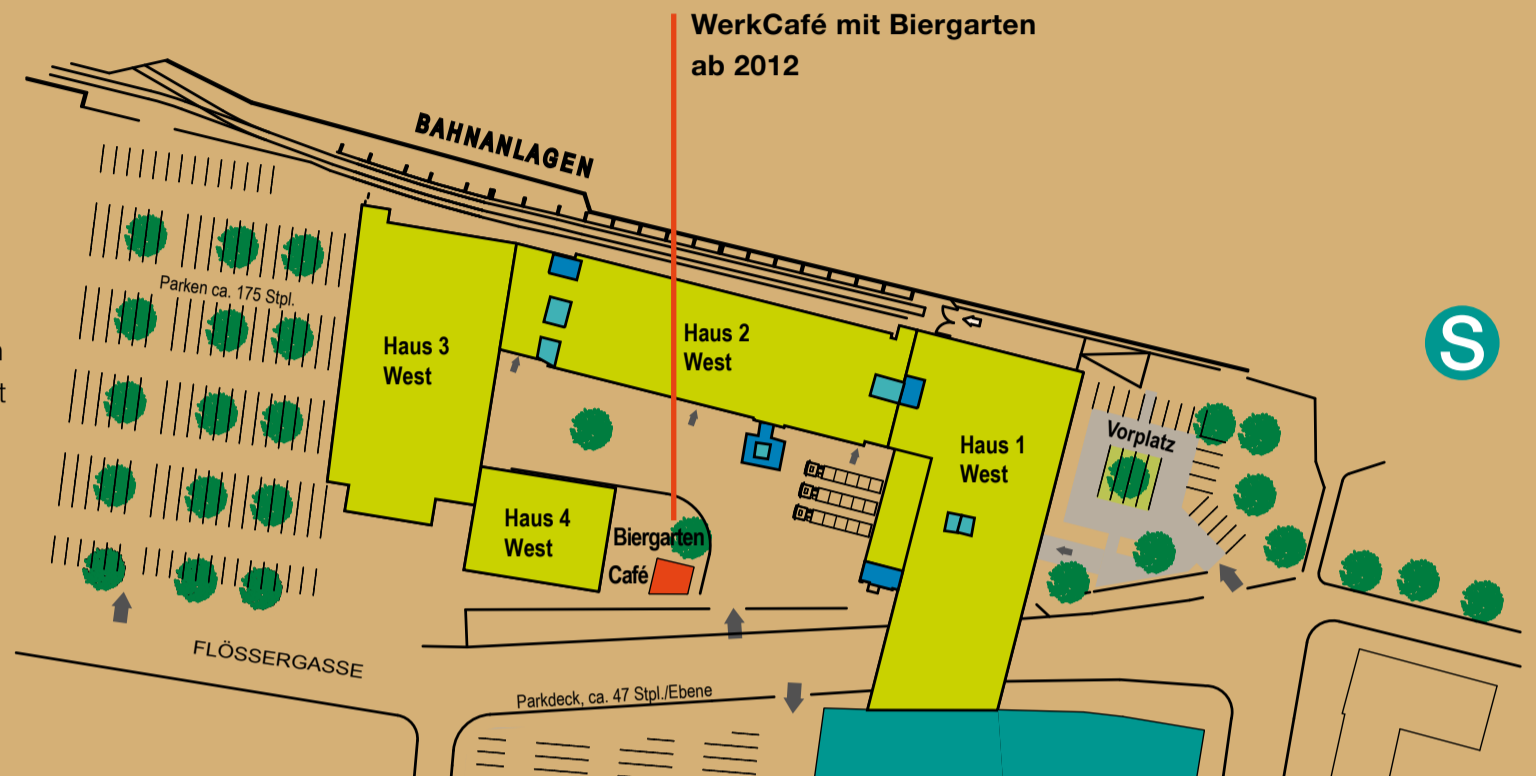 WerkCafé mit Biergarten
ab 2012
BAHNANLAGEN
Parken ca. 175 Stpl.
Haus 3
West
Haus 2
West
S
Haus 1
West
Vorplatz
Haus 4
West
Biergarten
Café
FLÖSSERGASSE
Parkdeck, ca. 47 Stpl./Ebene